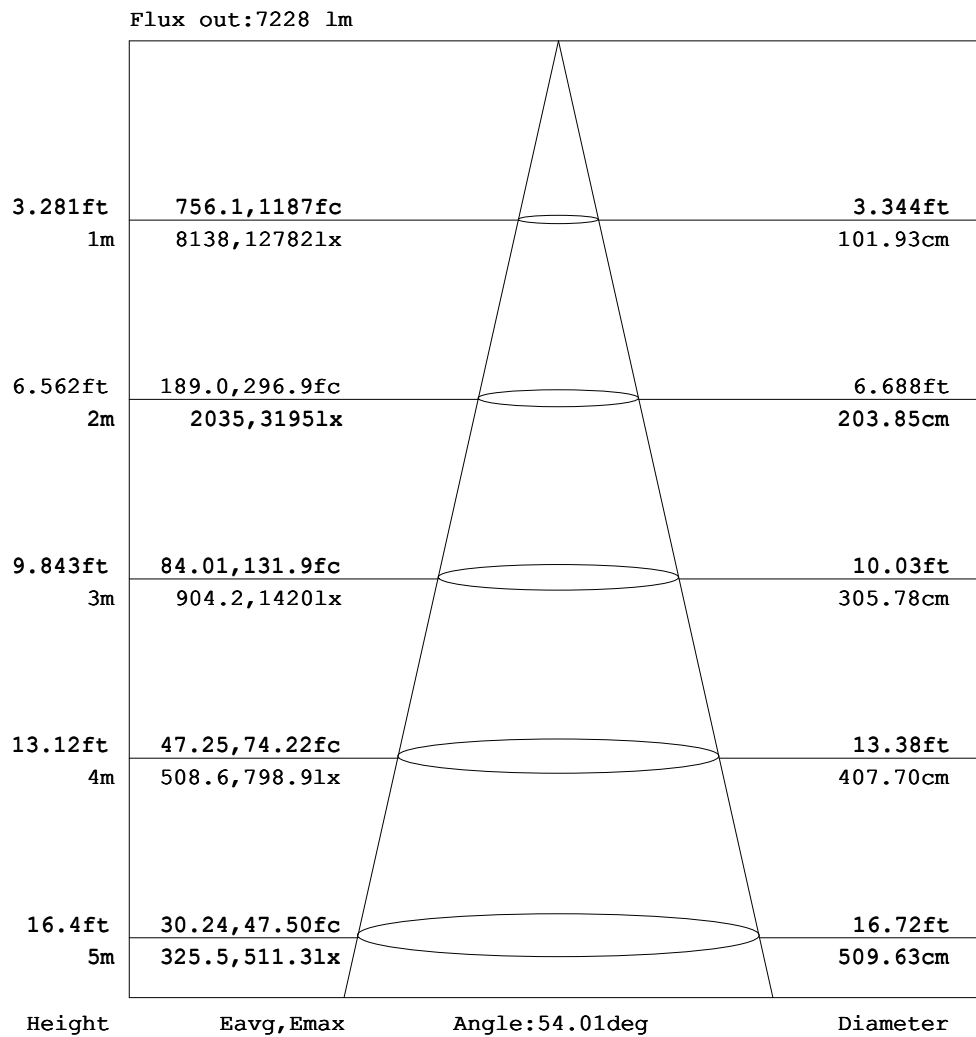 Flux out:7228 lm
3.281ft 756.1,1187fc 3.344ft
1m 8138,12782lx 101.93cm
6.562ft 189.0,296.9fc 6.688ft
2m 2035,3195lx 203.85cm
9.843ft 84.01,131.9fc 10.03ft
3m 904.2,1420lx 305.78cm
13.12ft 47.25,74.22fc 13.38ft
4m 508.6,798.9lx 407.70cm
16.4ft 30.24,47.50fc 16.72ft
5m 325.5,511.3lx 509.63cm
Height Eavg,Emax Angle:54.01deg Diameter